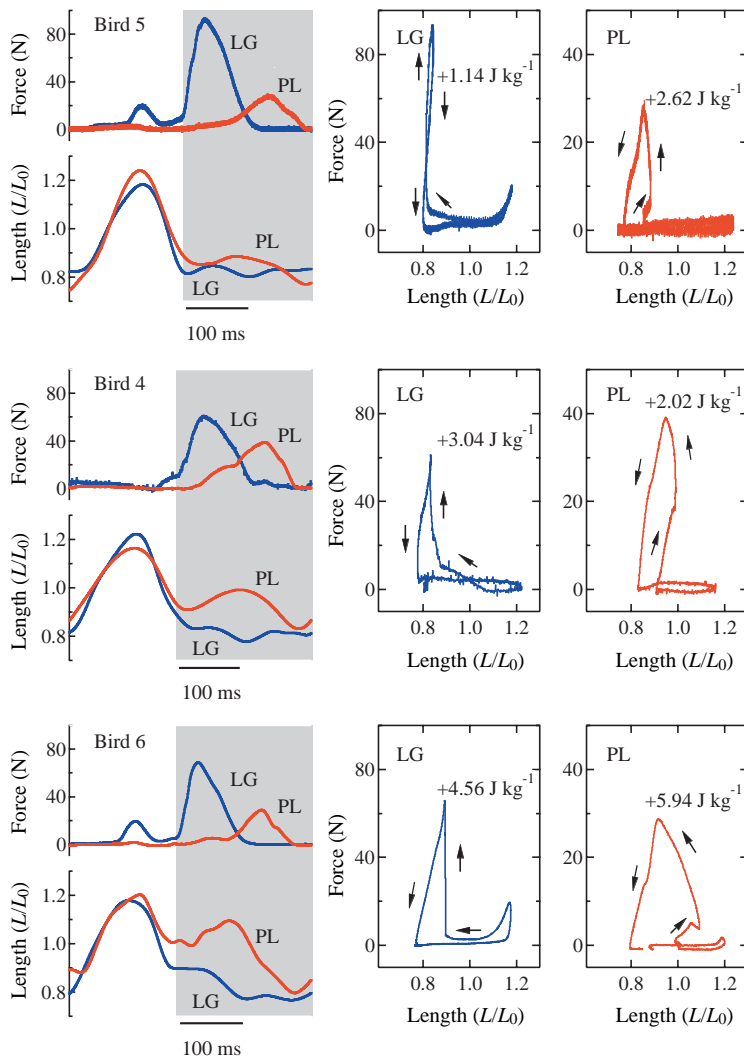 Bird 5
LG
PL
Force (N)
80
40
0
Length (L/L0)
1.2
1.0
0.8
PL
LG
100 ms
LG
+1.14 J kg-1
Force (N)
80
40
0
0.8 1.0 1.2
Length (L/L0)
PL
+2.62 J kg-1
40
20
0
0.8 1.0 1.2
Length (L/L0)
Bird 4
LG
PL
Force (N)
80
40
0
Length (L/L0)
1.2
1.0
0.8
PL
LG
100 ms
LG
+3.04 J kg-1
Force (N)
80
40
0
0.8 1.0 1.2
Length (L/L0)
PL
+2.02 J kg-1
40
20
0
0.8 1.0 1.2
Length (L/L0)
Bird 6
LG
PL
Force (N)
80
40
0
Length (L/L0)
1.2
1.0
0.8
PL
LG
100 ms
LG
+4.56 J kg-1
Force (N)
80
40
0
0.8 1.0 1.2
Length (L/L0)
PL
+5.94 J kg-1
40
20
0
0.8 1.0 1.2
Length (L/L0)